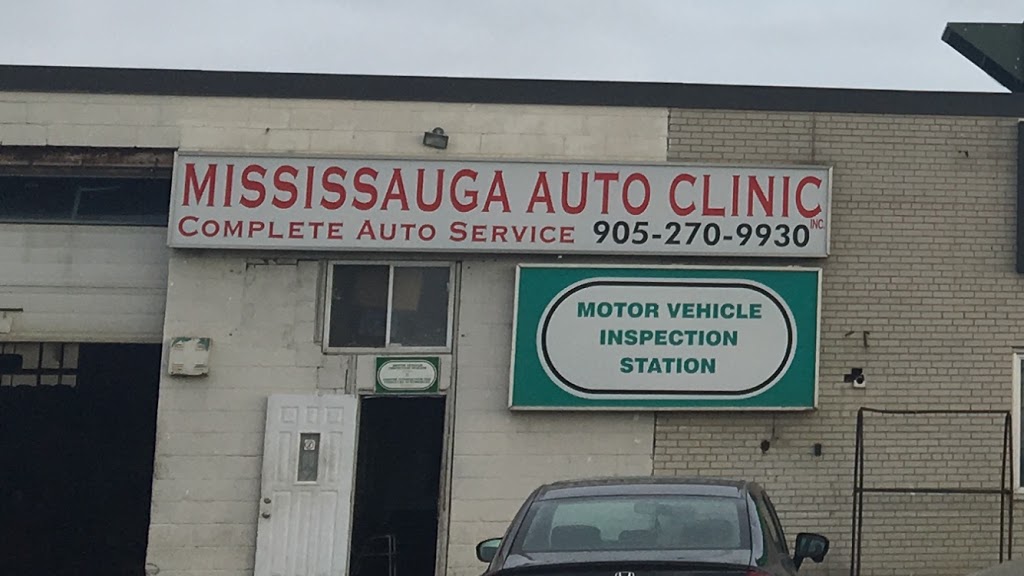 MISSISSAUGA AUTO CLINIC INC.
COMPLETE AUTO SERVICE 905-270-9930
MOTOR VEHICLE
INSPECTION
STATION